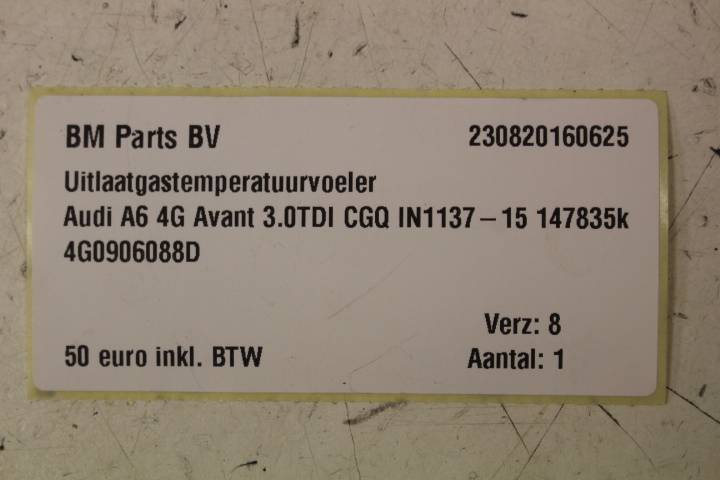 BM Parts BV 230820160625
Uitlaatgastemperatuurvoeler
Audi A6 4G Avant 3.0TDI CGQ IN1137-15 147835k
4G0906088D
Verz: 8
50 euro inkl. BTW Aantal: 1